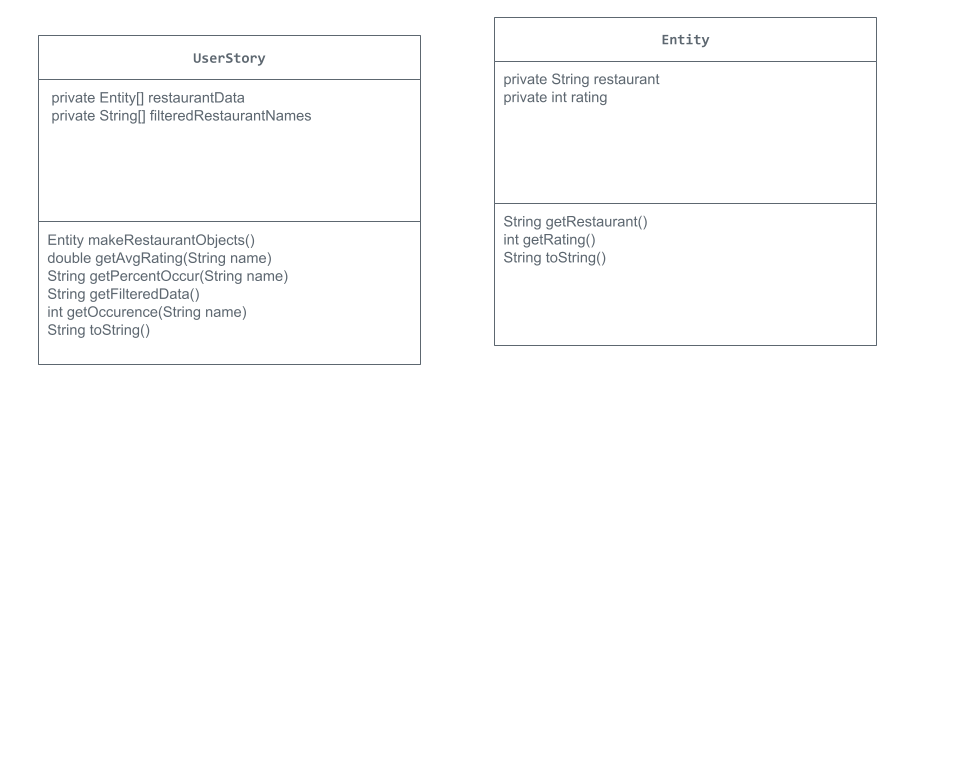 UserStory
private Entity[] restaurantData
private String[] filteredRestaurantNames
Entity makeRestaurantObjects()
double getAvgRating(String name)
String getPercentOccur(String name)
String getFilteredData()
int getOccurence(String name)
String toString()
Entity
private String restaurant
private int rating
String getRestaurant()
int getRating()
String toString()